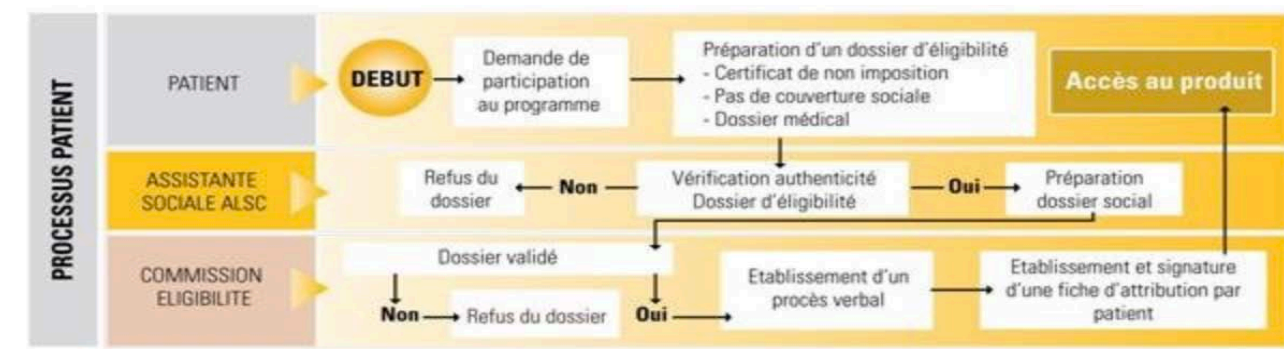 PROCESSUS PATIENT
PATIENT
DEBUT
Demande de
participation
au programme
Préparation d'un dossier d'éligibilité
- Certificat de non imposition
- Pas de couverture sociale
- Dossier médical
Accès au produit
ASSISTANTE
SOCIALE ALSC
Refus du
dossier
Non
Vérification authenticité
Dossier d'éligibilité
Oui
Préparation
dossier social
COMMISSION
ELIGIBILITE
Dossier validé
Non
Refus du dossier
Oui
Etablissement d'un
procès verbal
Etablissement et signature
d'une fiche d'attribution par
patient